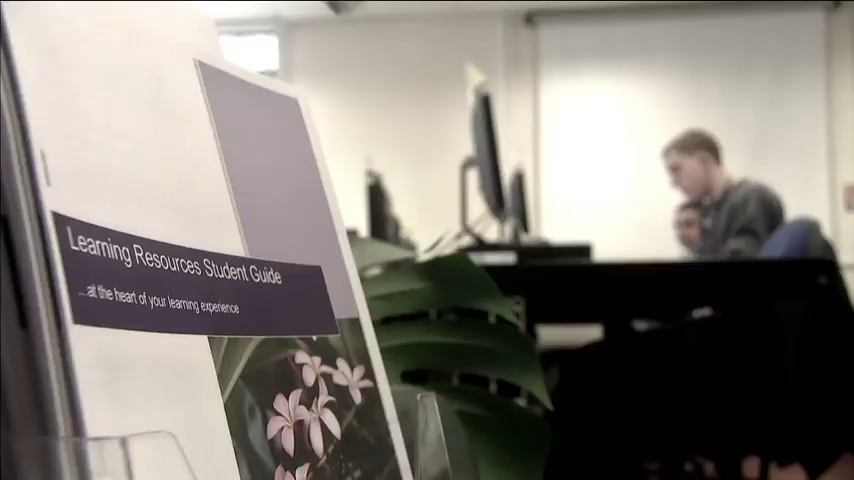 Learning Resources Student Guide
...at the heart of your learning experience